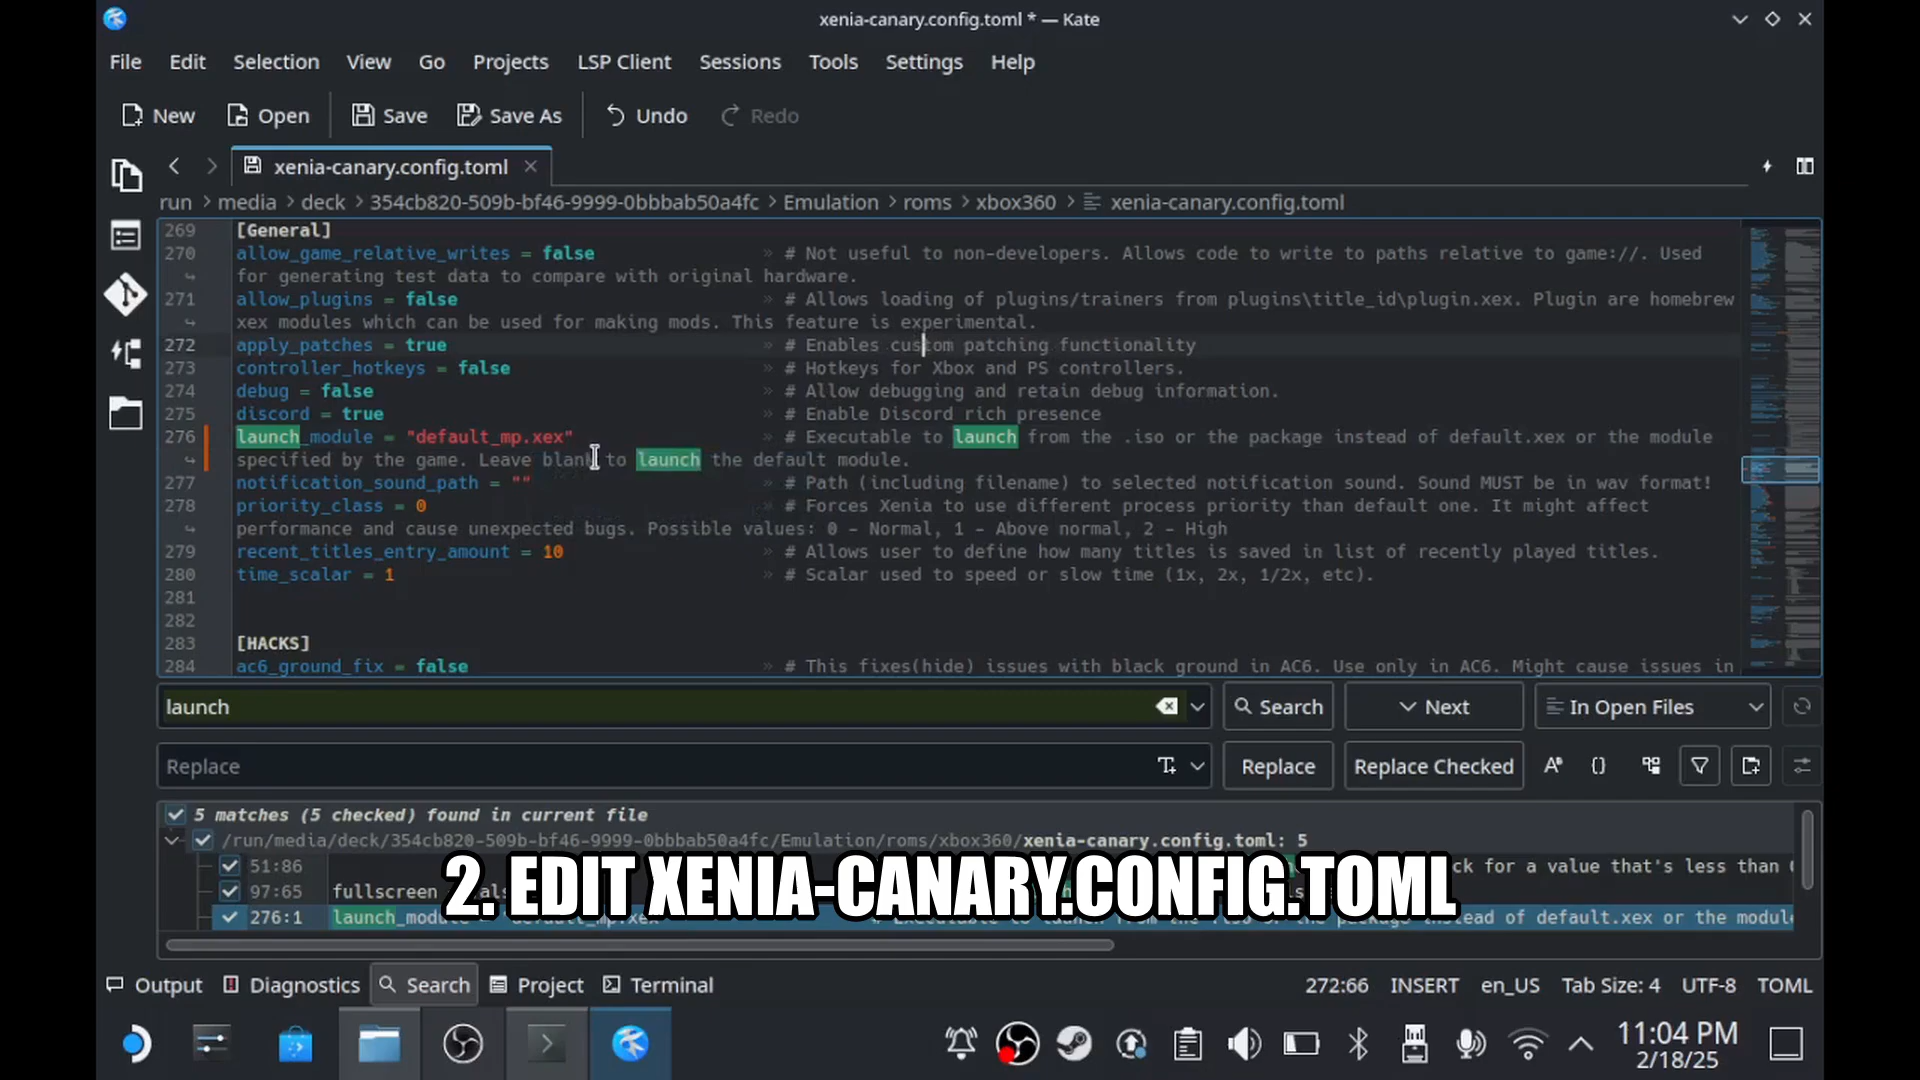 xenia-canary.config.toml * — Kate
File Edit Selection View Go Projects LSP Client Sessions Tools Settings Help
New Open Save Save As Undo Redo
xenia-canary.config.toml
run > media > deck > 354cb820-509b-bf46-9999-0bbbab50a4fc > Emulation > roms > xbox360 > xenia-canary.config.toml
269 [General]
270 allow_game_relative_writes = false » # Not useful to non-developers. Allows code to write to paths relative to game://. Used
for generating test data to compare with original hardware.
271 allow_plugins = false » # Allows loading of plugins/trainers from plugins\title_id\plugin.xex. Plugin are homebrew
xex modules which can be used for making mods. This feature is experimental.
272 apply_patches = true » # Enables custom patching functionality
273 controller_hotkeys = false » # Hotkeys for Xbox and PS controllers.
274 debug = false » # Allow debugging and retain debug information.
275 discord = true » # Enable Discord rich presence
276 launch_module = "default_mp.xex" » # Executable to launch from the .iso or the package instead of default.xex or the module
specified by the game. Leave blank to launch the default module.
277 notification_sound_path = "" » # Path (including filename) to selected notification sound. Sound MUST be in wav format!
278 priority_class = 0 » # Forces Xenia to use different process priority than default one. It might affect
performance and cause unexpected bugs. Possible values: 0 - Normal, 1 - Above normal, 2 - High
279 recent_titles_entry_amount = 10 » # Allows user to define how many titles is saved in list of recently played titles.
280 time_scalar = 1 » # Scalar used to speed or slow time (1x, 2x, 1/2x, etc).
281
282
283 [HACKS]
284 ac6_ground_fix = false » # This fixes(hide) issues with black ground in AC6. Use only in AC6. Might cause issues in
launch Search Next In Open Files
Replace Replace Replace Checked
5 matches (5 checked) found in current file
/run/media/deck/354cb820-509b-bf46-9999-0bbbab50a4fc/Emulation/roms/xbox360/xenia-canary.config.toml: 5
51:86 ck for a value that's less than
97:65 fullscreen
276:1 launch_module default_mp.xex package instead of default.xex or the module
2. EDIT XENIA-CANARY.CONFIG.TOML
Output Diagnostics Search Project Terminal 272:66 INSERT en_US Tab Size: 4 UTF-8 TOML
11:04 PM
2/18/25